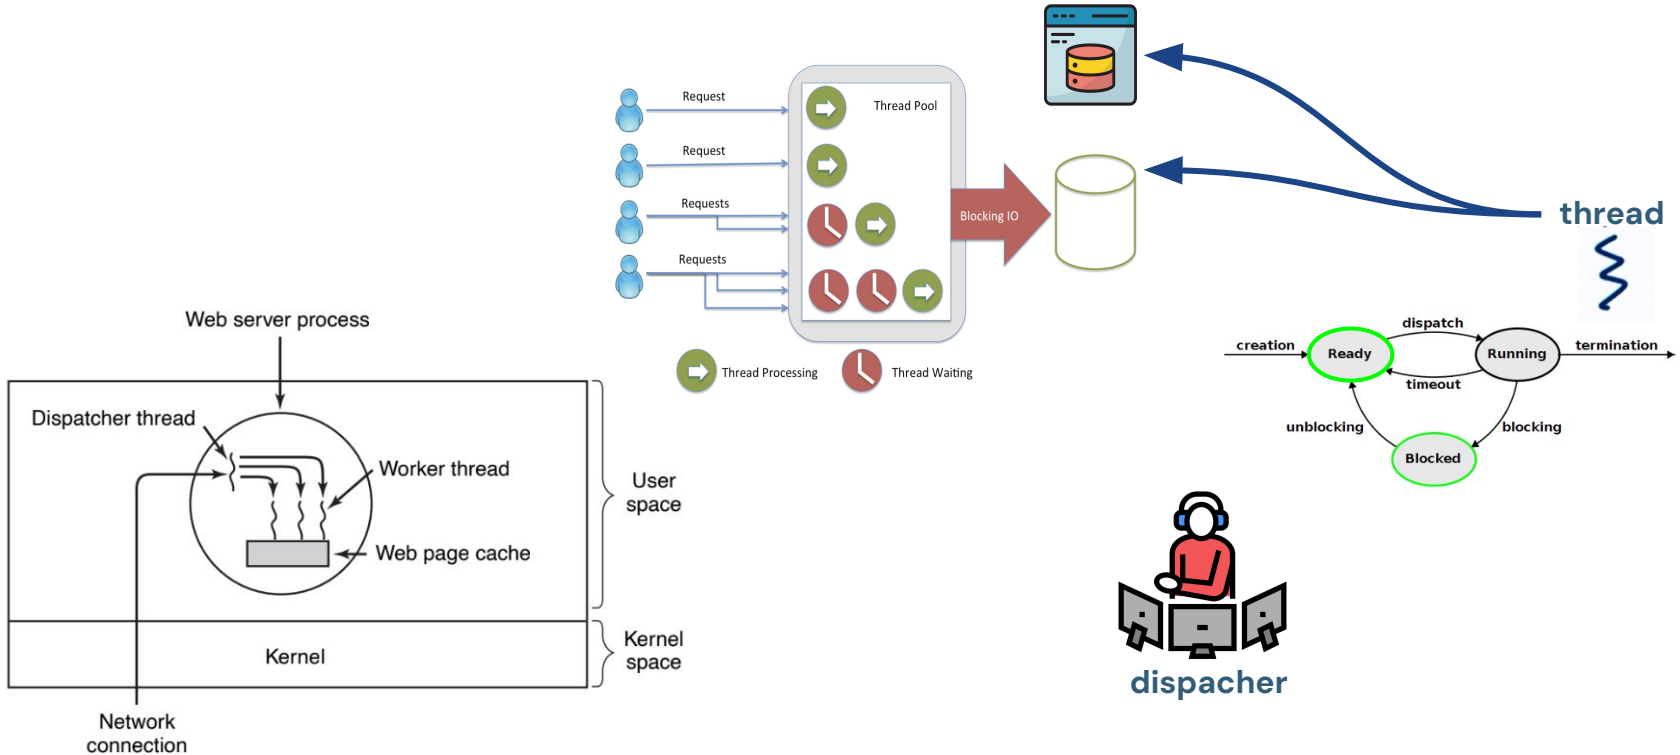 Request
Thread Pool
Request
Requests
Blocking IO
Requests
Thread Processing
Thread Waiting
thread
dispatch
creation
Ready
Running
termination
timeout
unblocking
blocking
Blocked
dispacher
Web server process
Dispatcher thread
Worker thread
Web page cache
User
space
Kernel
Kernel
space
Network
connection